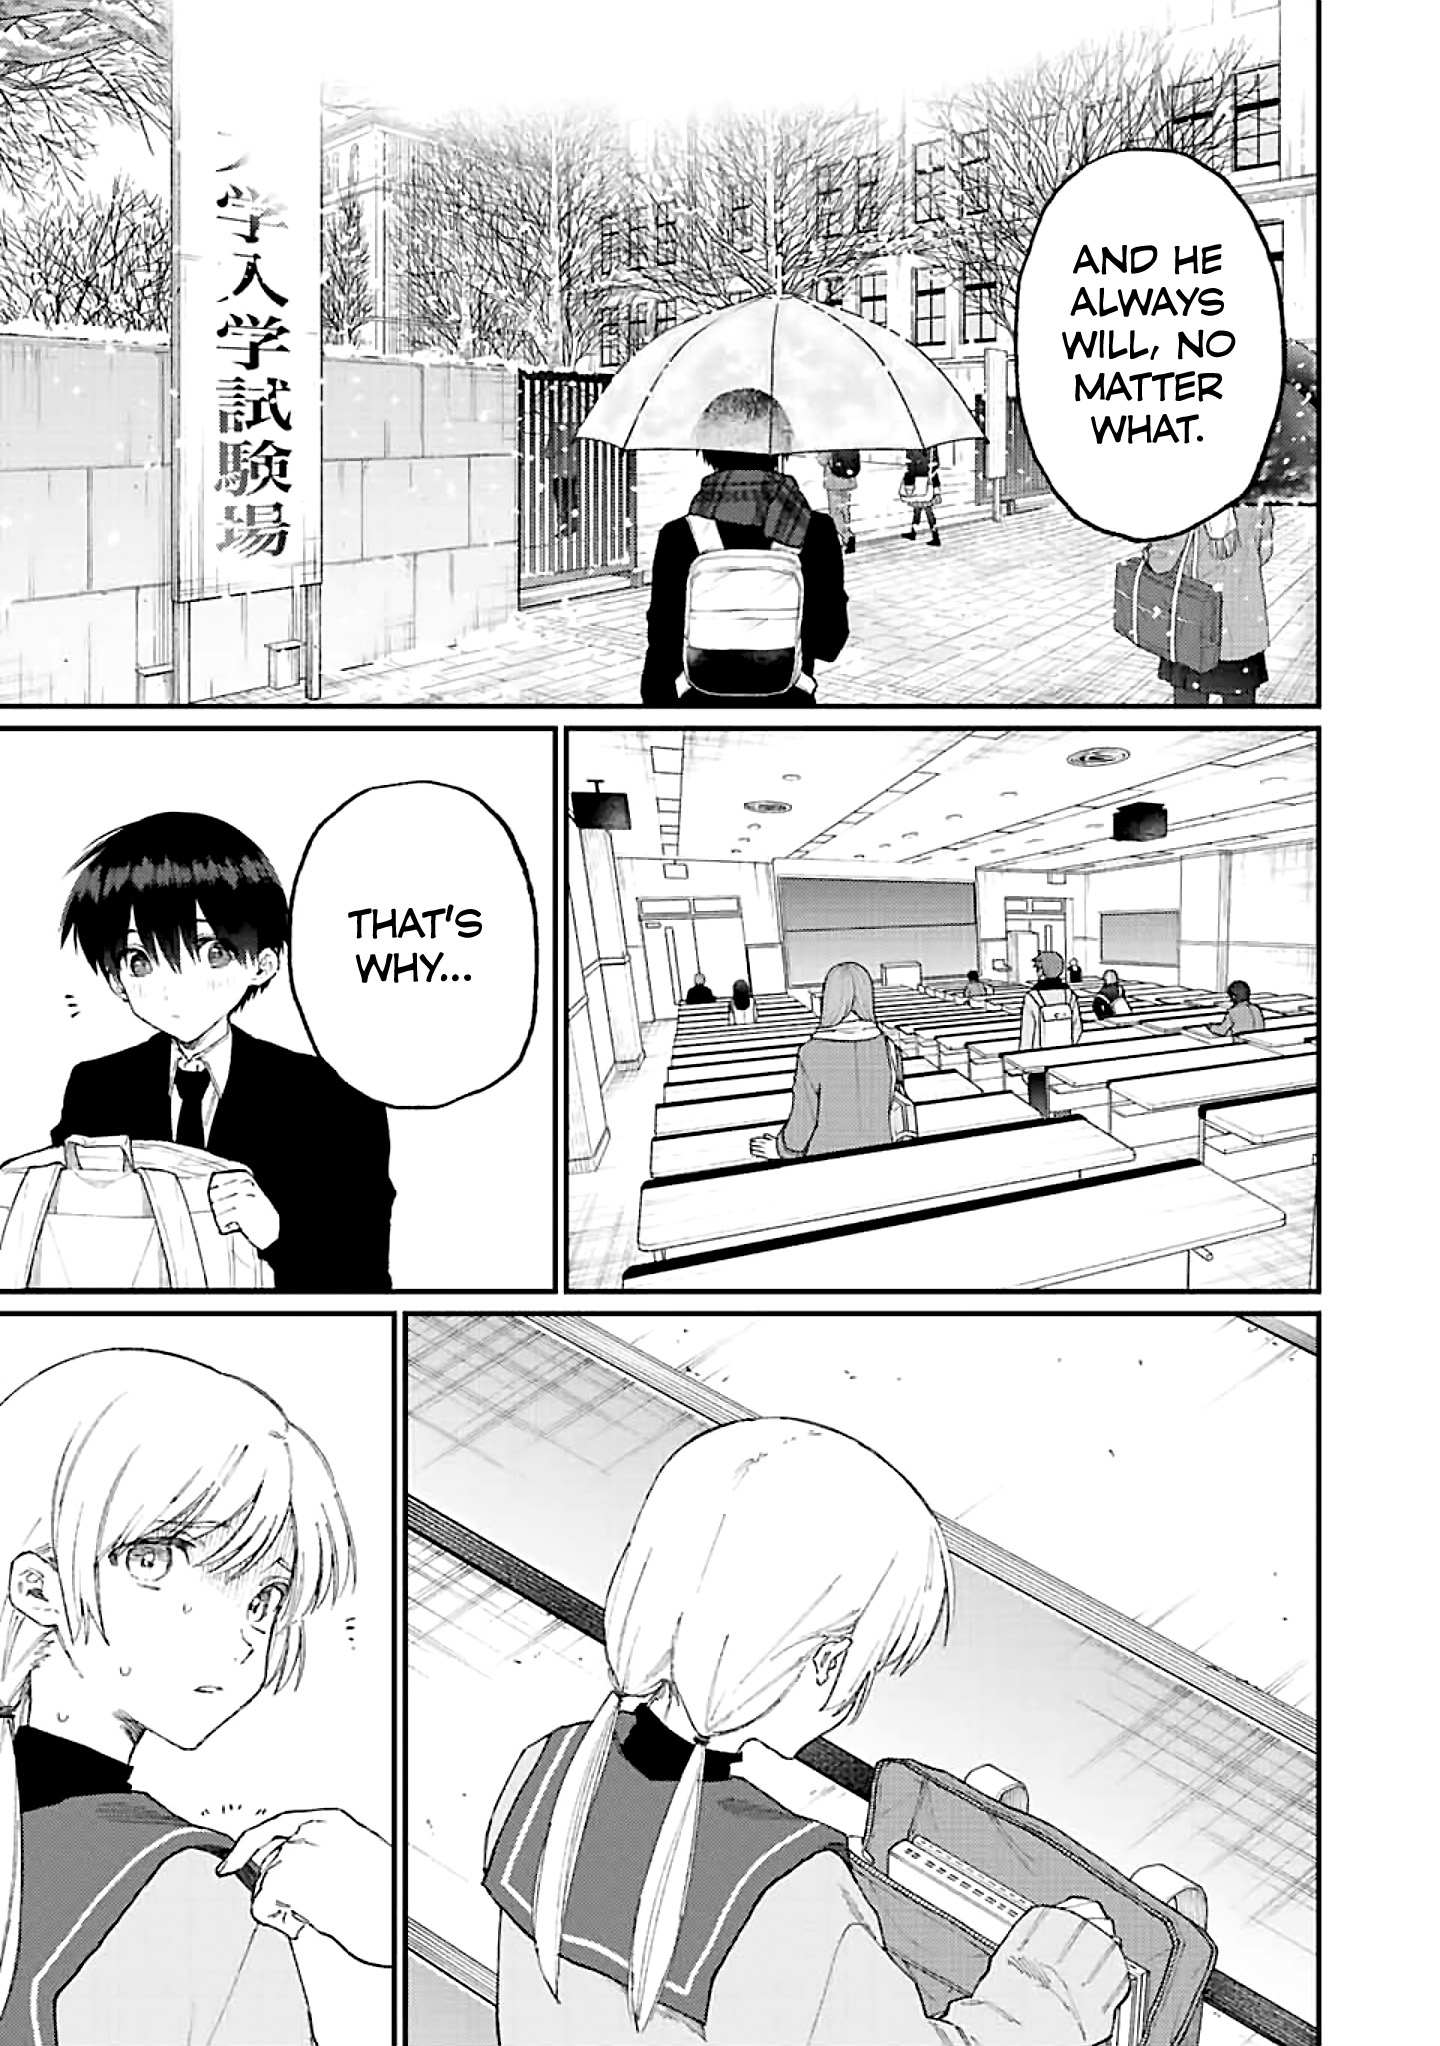 AND HE
ALWAYS
WILL, NO
MATTER
WHAT.
学入学試験場
THAT'S
WHY...